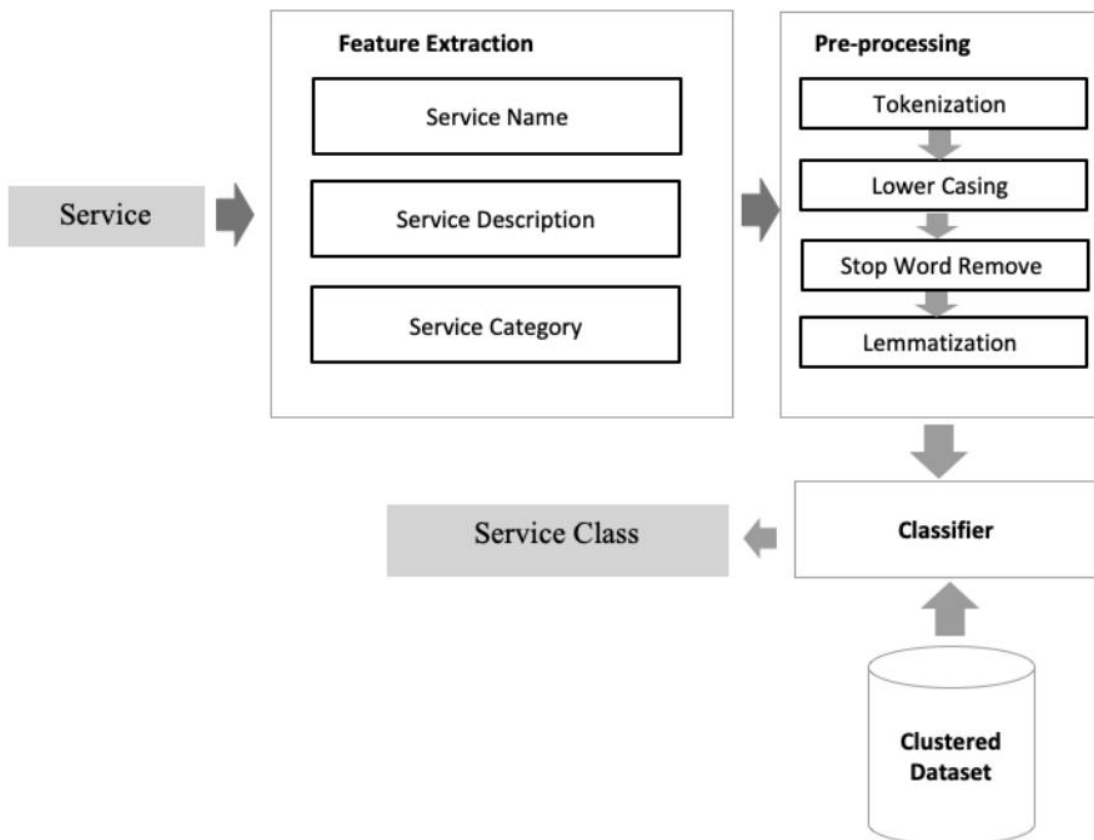 Feature Extraction
Service Name
Service Description
Service Category
Service
Pre-processing
Tokenization
Lower Casing
Stop Word Remove
Lemmatization
Classifier
Service Class
Clustered
Dataset